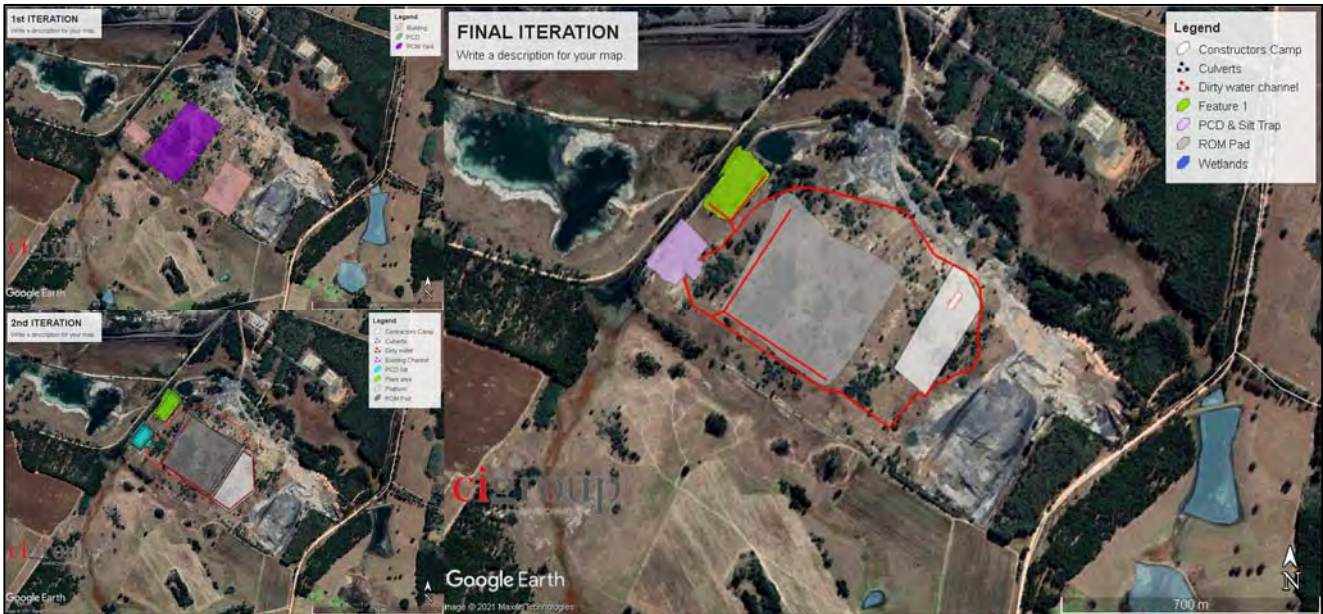 1st ITERATION
Write a description for your map.
Legend
Building
PCD
ROM Yard
Google Earth
N
2nd ITERATION
Write a description for your map.
Legend
Contractors Camp
Culverts
Dirty water
Existing Channel
PCD list
Plant area
Platform
ROM Pad
Google Earth
N
FINAL ITERATION
Write a description for your map.
Legend
Constructors Camp
Culverts
Dirty water channel
Feature 1
PCD & Silt Trap
ROM Pad
Wetlands
cigroup
Google Earth
Image © 2021 Maxar Technologies
700 m
N